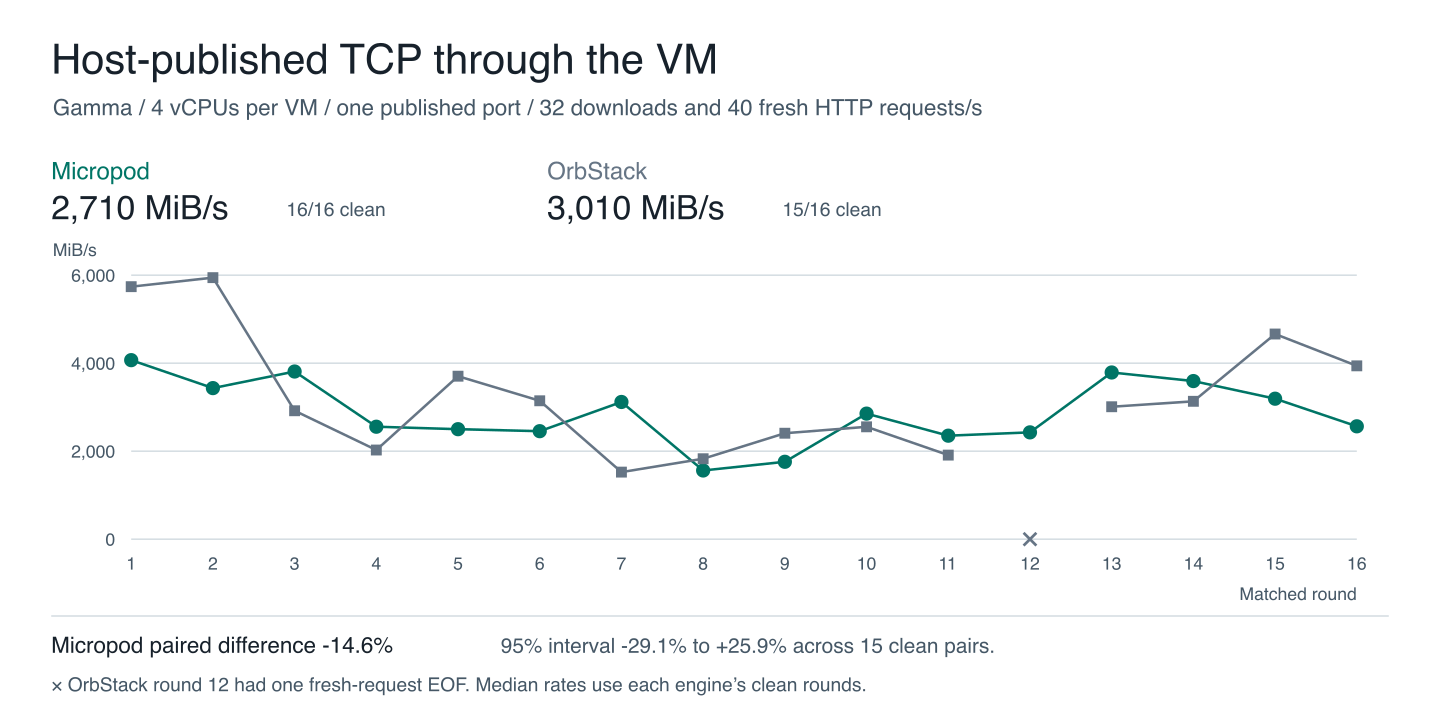 Host-published TCP through the VM
Gamma / 4 vCPUs per VM / one published port / 32 downloads and 40 fresh HTTP requests/s
Micropod
OrbStack
2,710 MiB/s 16/16 clean
3,010 MiB/s 15/16 clean
MiB/s
6,000
4,000
2,000
0
1 2 3 4 5 6 7 8 9 10 11 12 13 14 15 16
Matched round
Micropod paired difference -14.6%
95% interval -29.1% to +25.9% across 15 clean pairs.
× OrbStack round 12 had one fresh-request EOF. Median rates use each engine’s clean rounds.